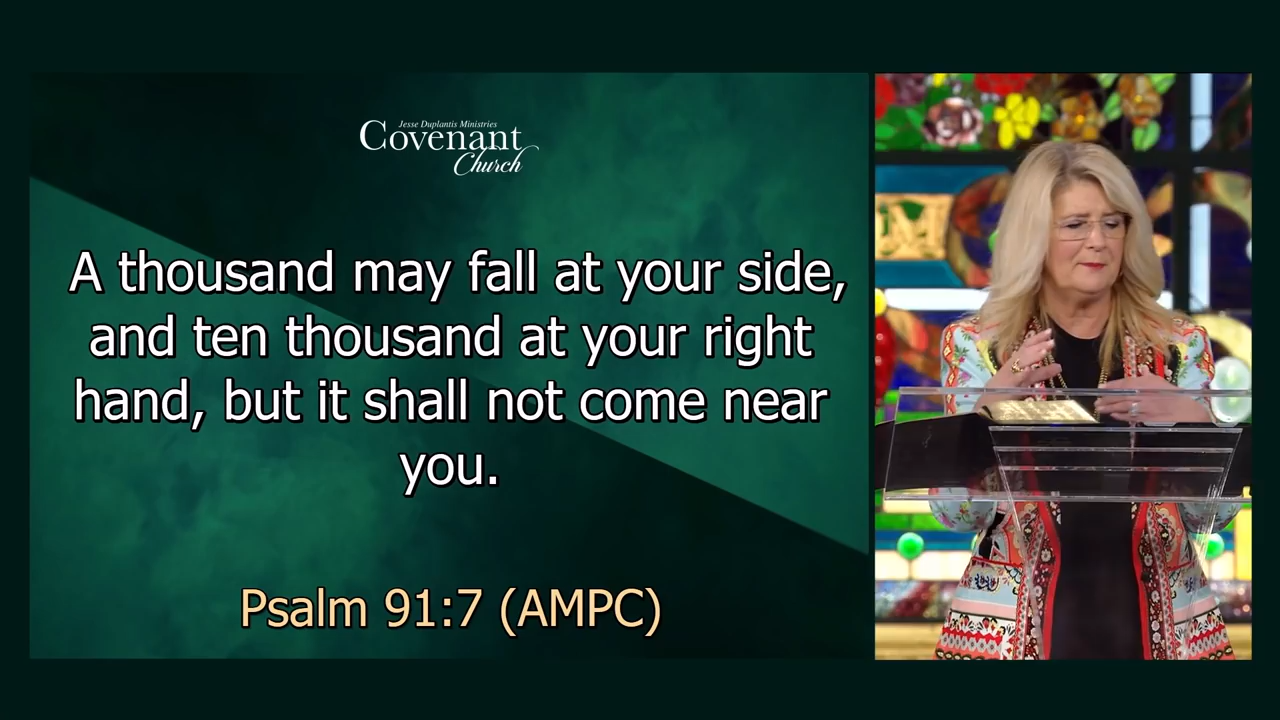 Jesse Duplantis Ministries
Covenant
Church
A thousand may fall at your side,
and ten thousand at your right
hand, but it shall not come near
you.
Psalm 91:7 (AMPC)